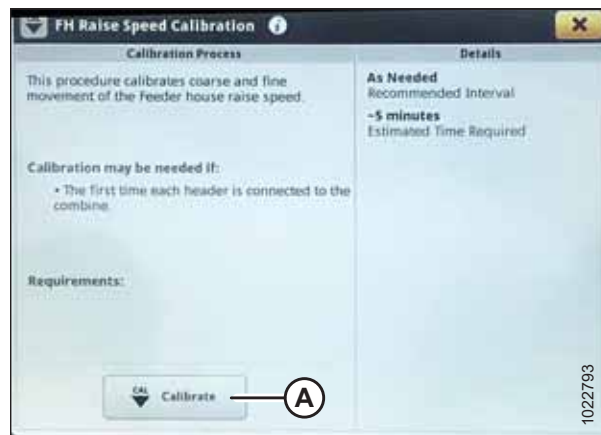 FH Raise Speed Calibration
Calibration Process
This procedure calibrates coarse and fine
movement of the Feeder house raise speed.
Calibration may be needed if:
• The first time each header is connected to the
combine.
Requirements:
CAL
Calibrate
A
Details
As Needed
Recommended Interval
~5 minutes
Estimated Time Required
1022793